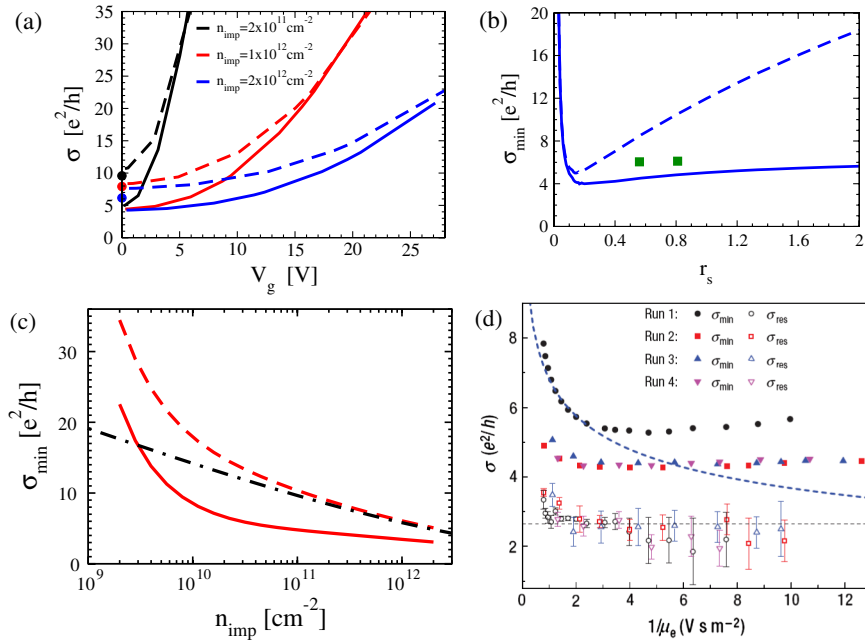 (a)
35
30
25
20
15
10
5
0
σ [e²/h]
n_imp=2x10¹¹cm⁻²
n_imp=1x10¹²cm⁻²
n_imp=2x10¹²cm⁻²
0 5 10 15 20 25
V_g [V]
(b)
20
16
12
8
4
0
σ_min [e²/h]
0 0.4 0.8 1.2 1.6 2
r_s
(c)
30
20
10
0
σ_min [e²/h]
10⁹ 10¹⁰ 10¹¹ 10¹²
n_imp [cm⁻²]
(d)
8
6
4
2
σ (e²/h)
Run 1: σ_min σ_res
Run 2: σ_min σ_res
Run 3: σ_min σ_res
Run 4: σ_min σ_res
0 2 4 6 8 10 12
1/μ_e (V s m⁻²)